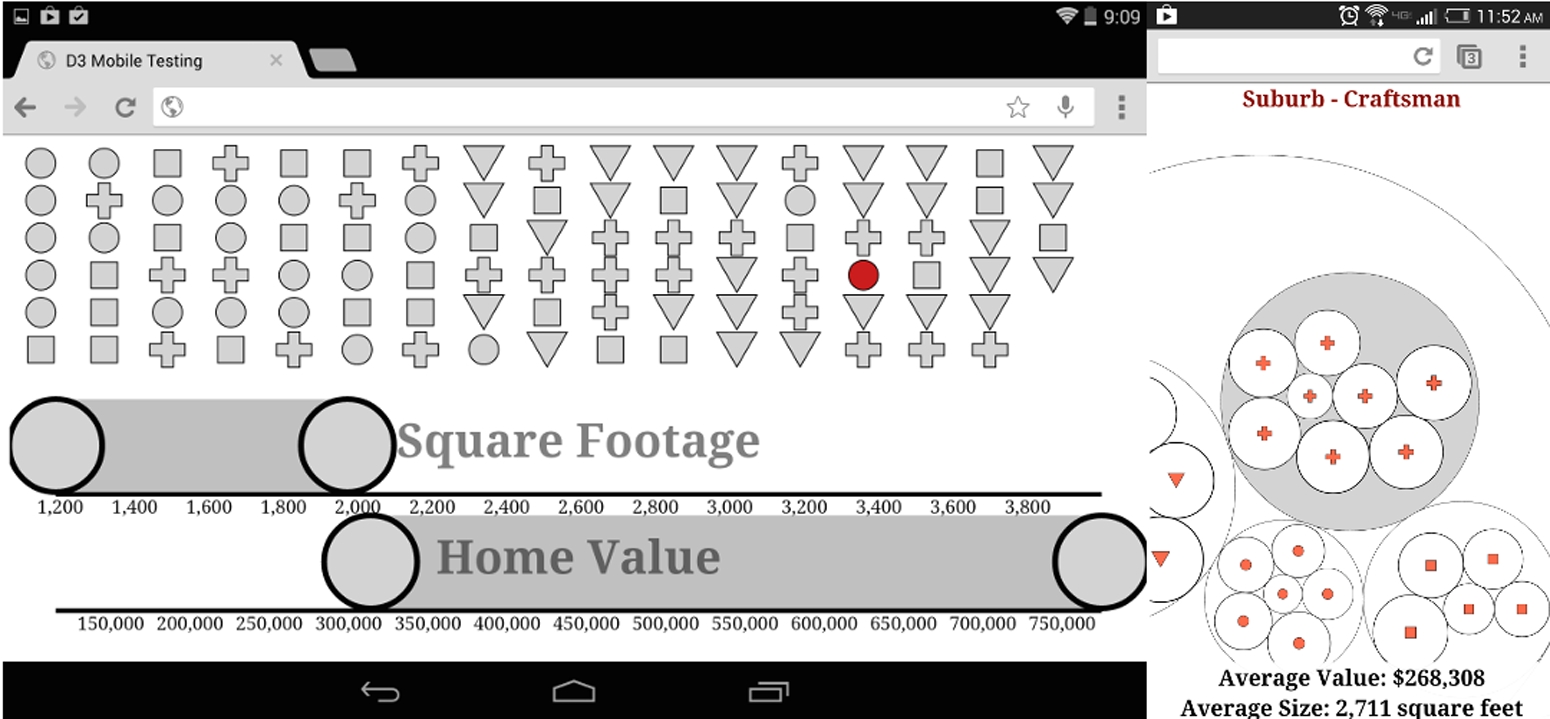 9:09
D3 Mobile Testing
Square Footage
1,200 1,400 1,600 1,800 2,000 2,200 2,400 2,600 2,800 3,000 3,200 3,400 3,600 3,800
Home Value
150,000 200,000 250,000 300,000 350,000 400,000 450,000 500,000 550,000 600,000 650,000 700,000 750,000
4G 11:52 AM
3
Suburb - Craftsman
Average Value: $268,308
Average Size: 2,711 square feet